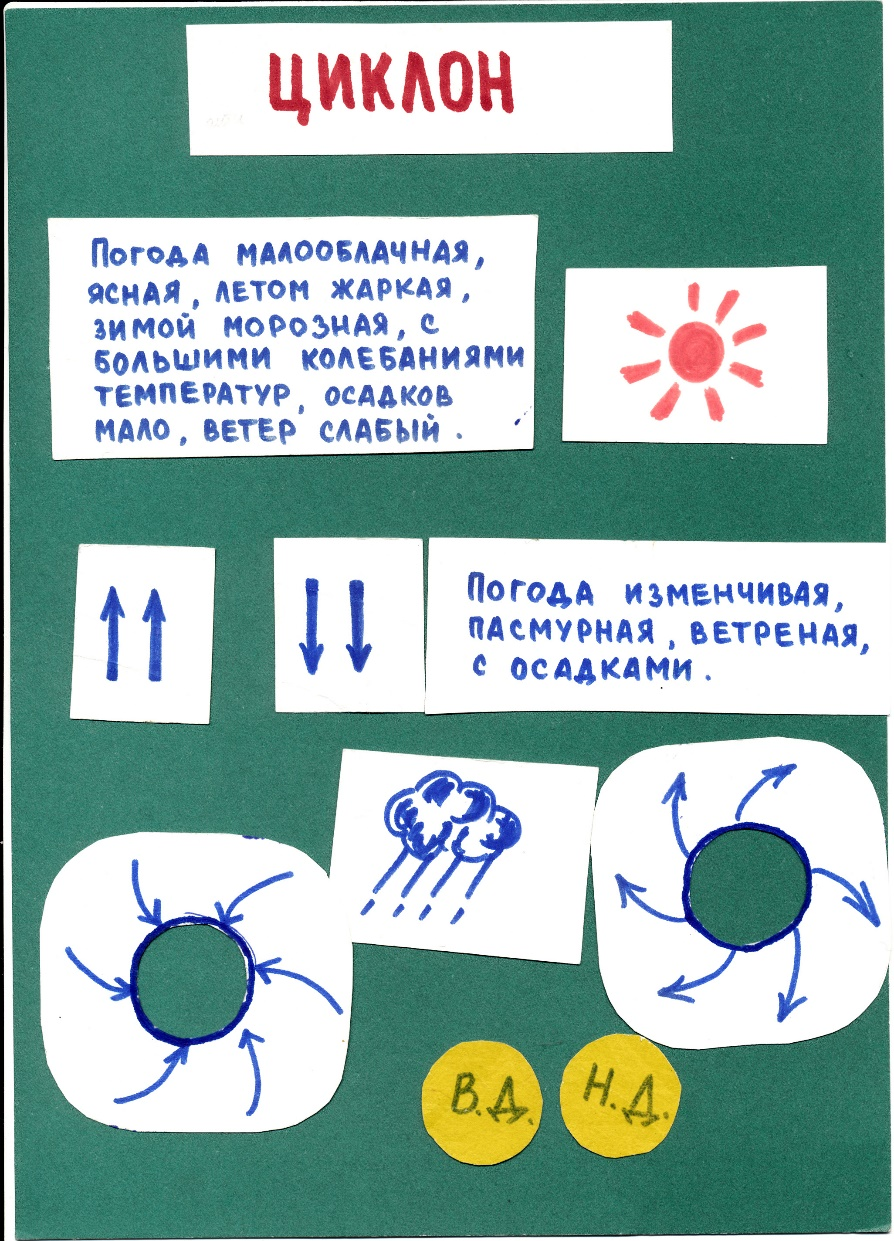 ЦИКЛОН
ПОГОДА МАЛООБЛАЧНАЯ,
ЯСНАЯ, ЛЕТОМ ЖАРКАЯ,
ЗИМОЙ МОРОЗНАЯ, С
БОЛЬШИМИ КОЛЕБАНИЯМИ
ТЕМПЕРАТУР, ОСАДКОВ
МАЛО, ВЕТЕР СЛАБЫЙ.
ПОГОДА ИЗМЕНЧИВАЯ,
ПАСМУРНАЯ, ВЕТРЕНАЯ,
С ОСАДКАМИ.
В.Д.
Н.Д.